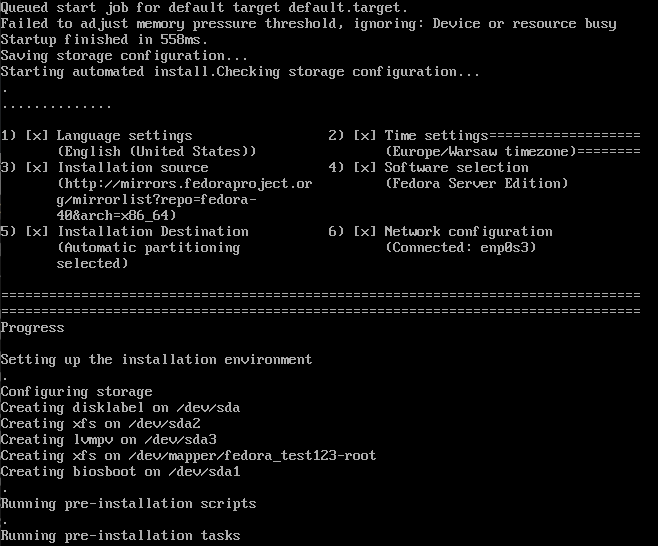 Queued start job for default target default.target.
Failed to adjust memory pressure threshold, ignoring: Device or resource busy
Startup finished in 558ms.
Saving storage configuration...
Starting automated install.Checking storage configuration...
.
..............
1) [x] Language settings                 2) [x] Time settings===================
       (English (United States))                (Europe/Warsaw timezone)========
3) [x] Installation source               4) [x] Software selection
       (http://mirrors.fedoraproject.or         (Fedora Server Edition)
       g/mirrorlist?repo=fedora-
       40&arch=x86_64)
5) [x] Installation Destination          6) [x] Network configuration
       (Automatic partitioning                  (Connected: enp0s3)
       selected)
================================================================================
================================================================================
Progress
Setting up the installation environment
.
Configuring storage
Creating disklabel on /dev/sda
Creating xfs on /dev/sda2
Creating lvmpv on /dev/sda3
Creating xfs on /dev/mapper/fedora_test123-root
Creating biosboot on /dev/sda1
.
Running pre-installation scripts
.
Running pre-installation tasks